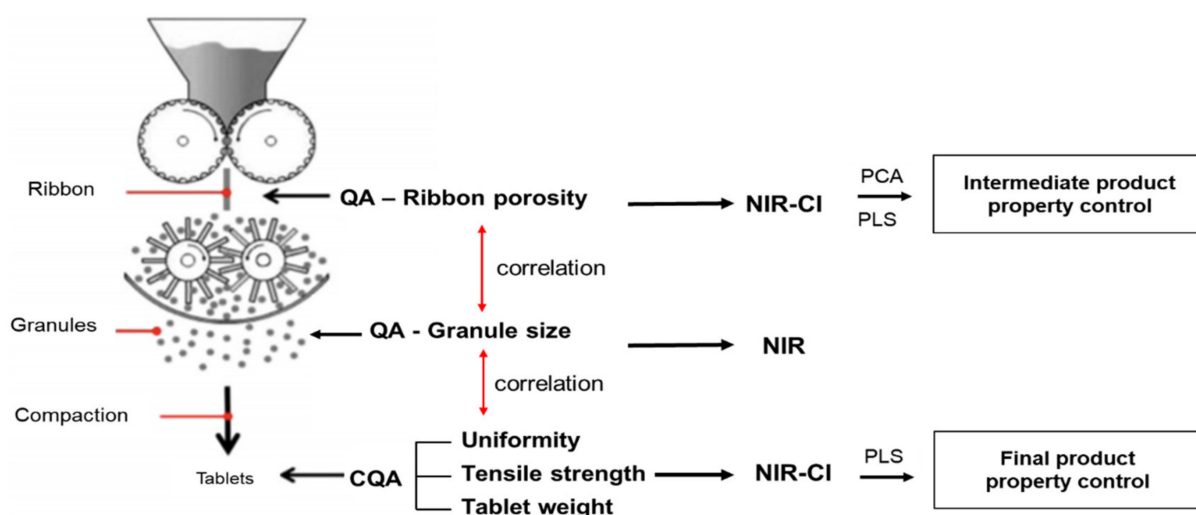 Ribbon
QA – Ribbon porosity
NIR-CI
PCA
PLS
Intermediate product
property control
correlation
Granules
QA - Granule size
NIR
correlation
Compaction
Uniformity
Tablets
CQA
Tensile strength
NIR-CI
PLS
Final product
property control
Tablet weight